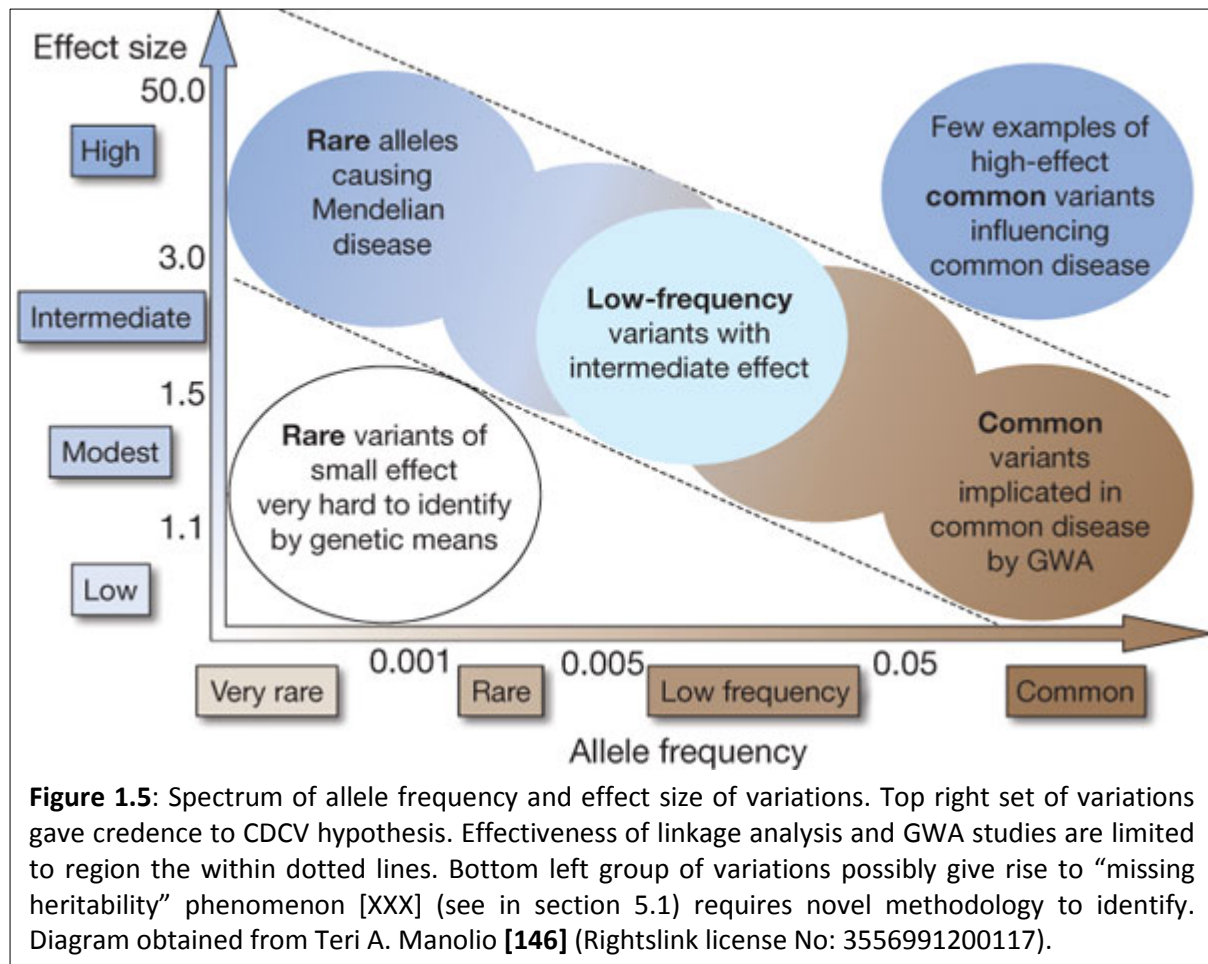 Effect size
50.0
High
3.0
Intermediate
1.5
Modest
1.1
Low
Rare alleles
causing
Mendelian
disease
Few examples of
high-effect
common variants
influencing
common disease
Low-frequency
variants with
intermediate effect
Rare variants of
small effect
very hard to identify
by genetic means
Common
variants
implicated in
common disease
by GWA
0.001
0.005
0.05
Very rare
Rare
Low frequency
Common
Allele frequency
Figure 1.5: Spectrum of allele frequency and effect size of variations. Top right set of variations
gave credence to CDCV hypothesis. Effectiveness of linkage analysis and GWA studies are limited
to region the within dotted lines. Bottom left group of variations possibly give rise to “missing
heritability” phenomenon [XXX] (see in section 5.1) requires novel methodology to identify.
Diagram obtained from Teri A. Manolio [146] (Rightslink license No: 3556991200117).